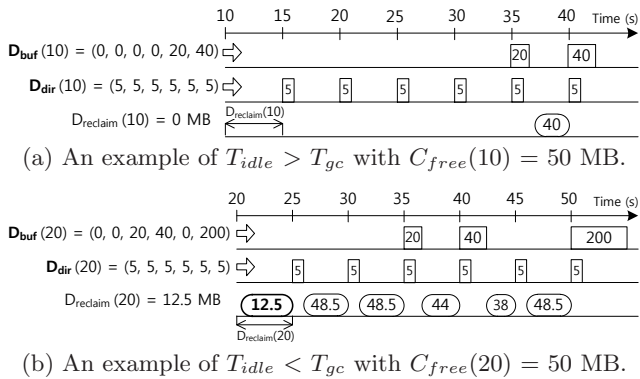 10 15 20 25 30 35 40 Time (s)
D_buf (10) = (0, 0, 0, 0, 20, 40) 20 40
D_dir (10) = (5, 5, 5, 5, 5, 5) 5 5 5 5 5 5
D_reclaim(10)
D_reclaim (10) = 0 MB 40
(a) An example of T_idle > T_gc with C_free(10) = 50 MB.
20 25 30 35 40 45 50 Time (s)
D_buf (20) = (0, 0, 20, 40, 0, 200) 20 40 200
D_dir (20) = (5, 5, 5, 5, 5, 5) 5 5 5 5 5 5
D_reclaim (20) = 12.5 MB 12.5 48.5 48.5 44 38 48.5
D_reclaim(20)
(b) An example of T_idle < T_gc with C_free(20) = 50 MB.